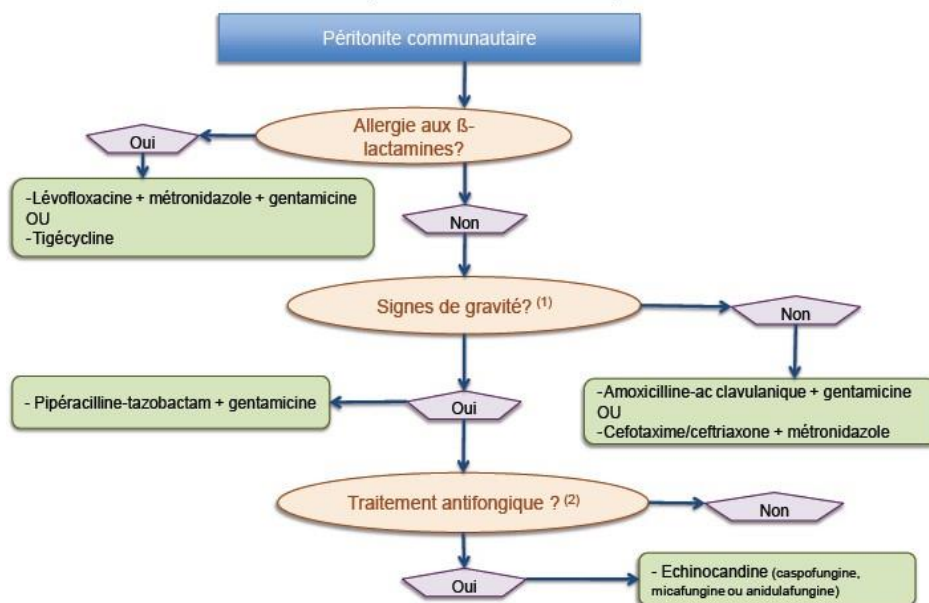 Péritonite communautaire
Allergie aux ß-
lactamines?
Oui
-Lévofloxacine + métronidazole + gentamicine
OU
-Tigécycline
Non
Signes de gravité? (1)
Non
-Amoxicilline-ac clavulanique + gentamicine
OU
-Cefotaxime/ceftriaxone + métronidazole
- Pipéracilline-tazobactam + gentamicine
Oui
Traitement antifongique ? (2)
Non
Oui
- Echinocandine (caspofungine,
micafungine ou anidulafungine)